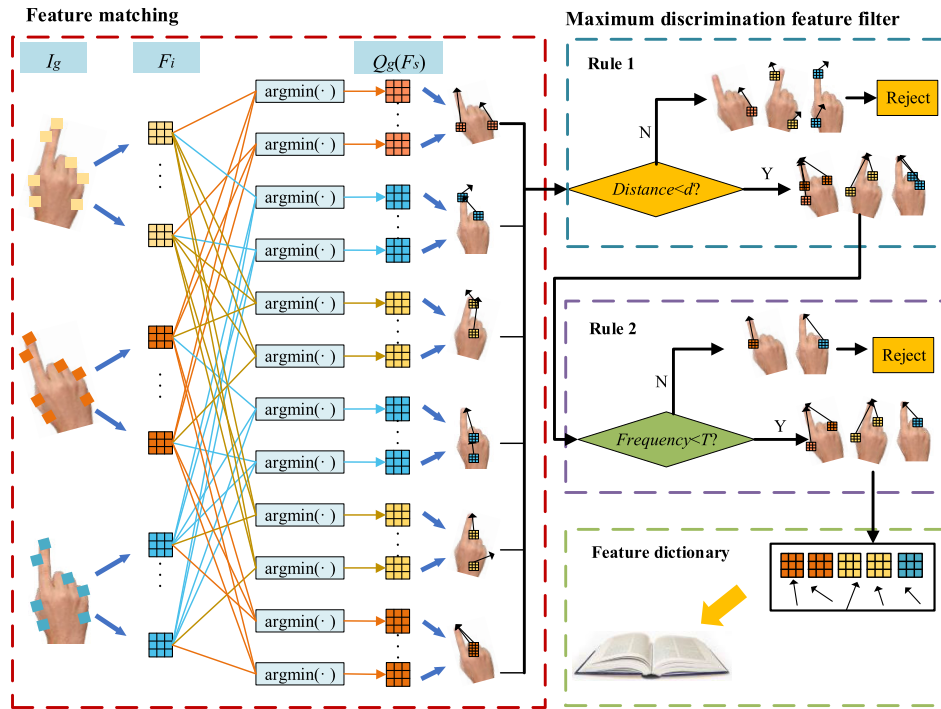 Feature matching
Maximum discrimination feature filter
Ig
Fi
Qg(Fs)
argmin(·)
argmin(·)
argmin(·)
argmin(·)
argmin(·)
argmin(·)
argmin(·)
argmin(·)
argmin(·)
argmin(·)
argmin(·)
argmin(·)
Rule 1
Reject
N
Distance<d?
Y
Rule 2
Reject
N
Frequency<T?
Y
Feature dictionary